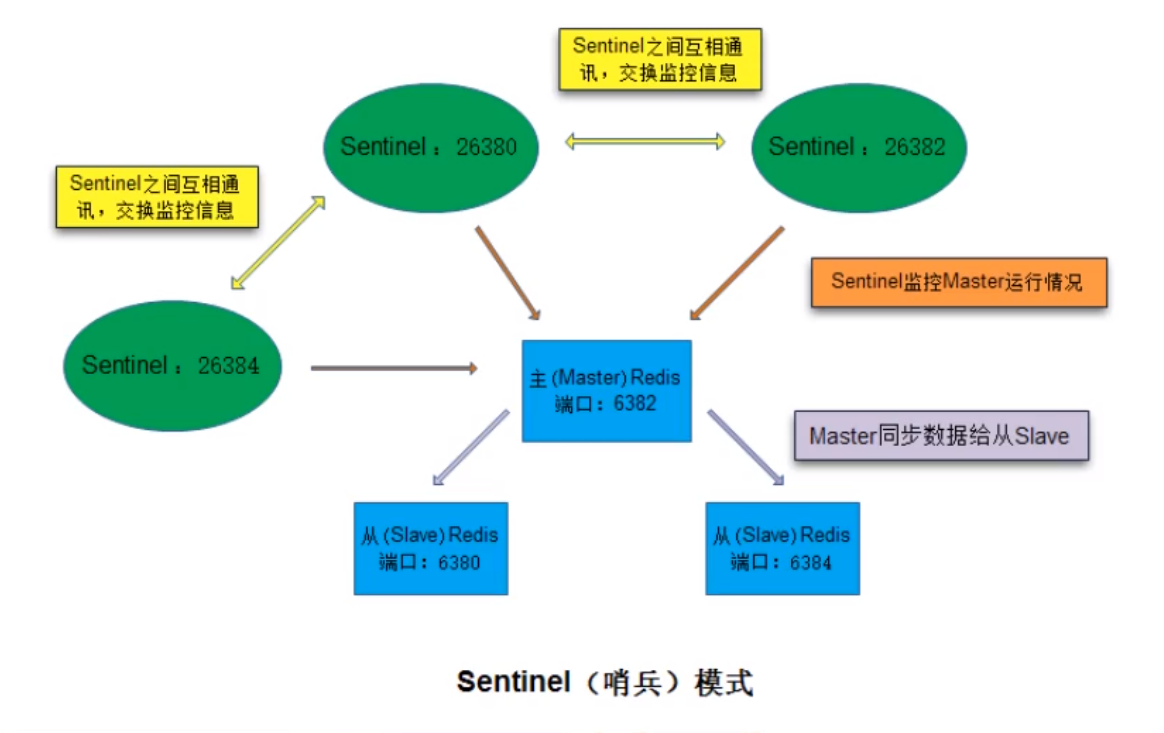 Sentinel之间互相通
讯，交换监控信息
Sentinel：26380
Sentinel：26382
Sentinel之间互相通
讯，交换监控信息
Sentinel监控Master运行情况
Sentinel：26384
主(Master)Redis
端口：6382
Master同步数据给从Slave
从(Slave)Redis
端口：6380
从(Slave)Redis
端口：6384
Sentinel（哨兵）模式